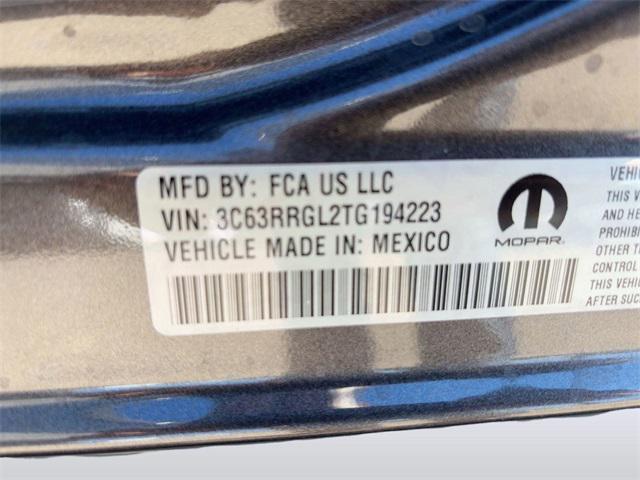 MFD BY: FCA US LLC
VIN: 3C63RRGL2TG194223
VEHICLE MADE IN: MEXICO
MOPAR
THIS V
AND HE
PROHIBI
OTHER T
CONTROL
THIS VEHI
AFTER SUC